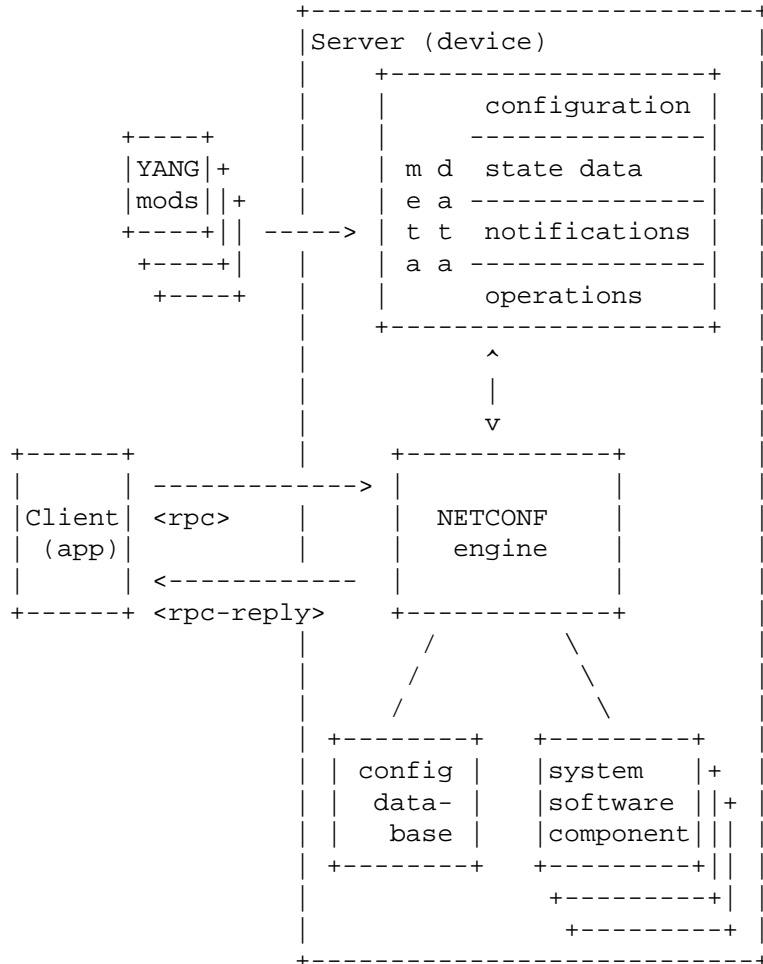 Server (device)
configuration
YANG
m d state data
mods
e a
t t notifications
a a
operations
Client <rpc> NETCONF
(app) engine
<rpc-reply>
config system
data- software
base component